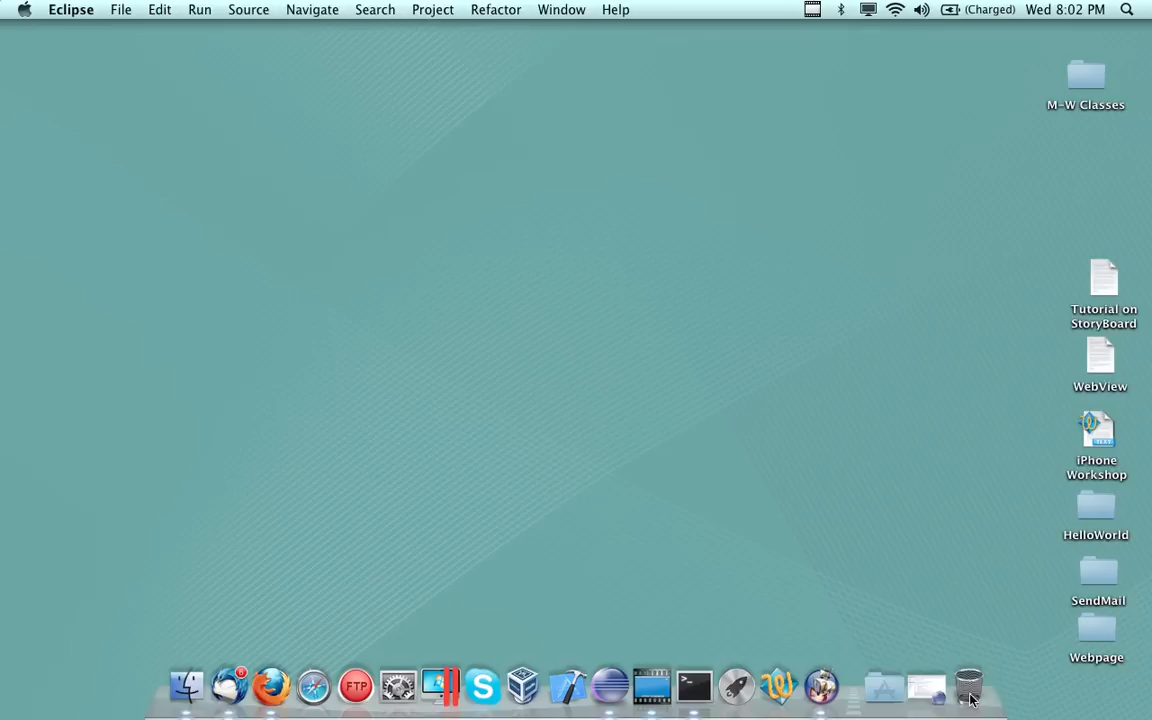 Eclipse File Edit Run Source Navigate Search Project Refactor Window Help (Charged) Wed 8:02 PM
M-W Classes
Tutorial on
StoryBoard
WebView
TEXT
iPhone
Workshop
HelloWorld
SendMail
Webpage
FTP